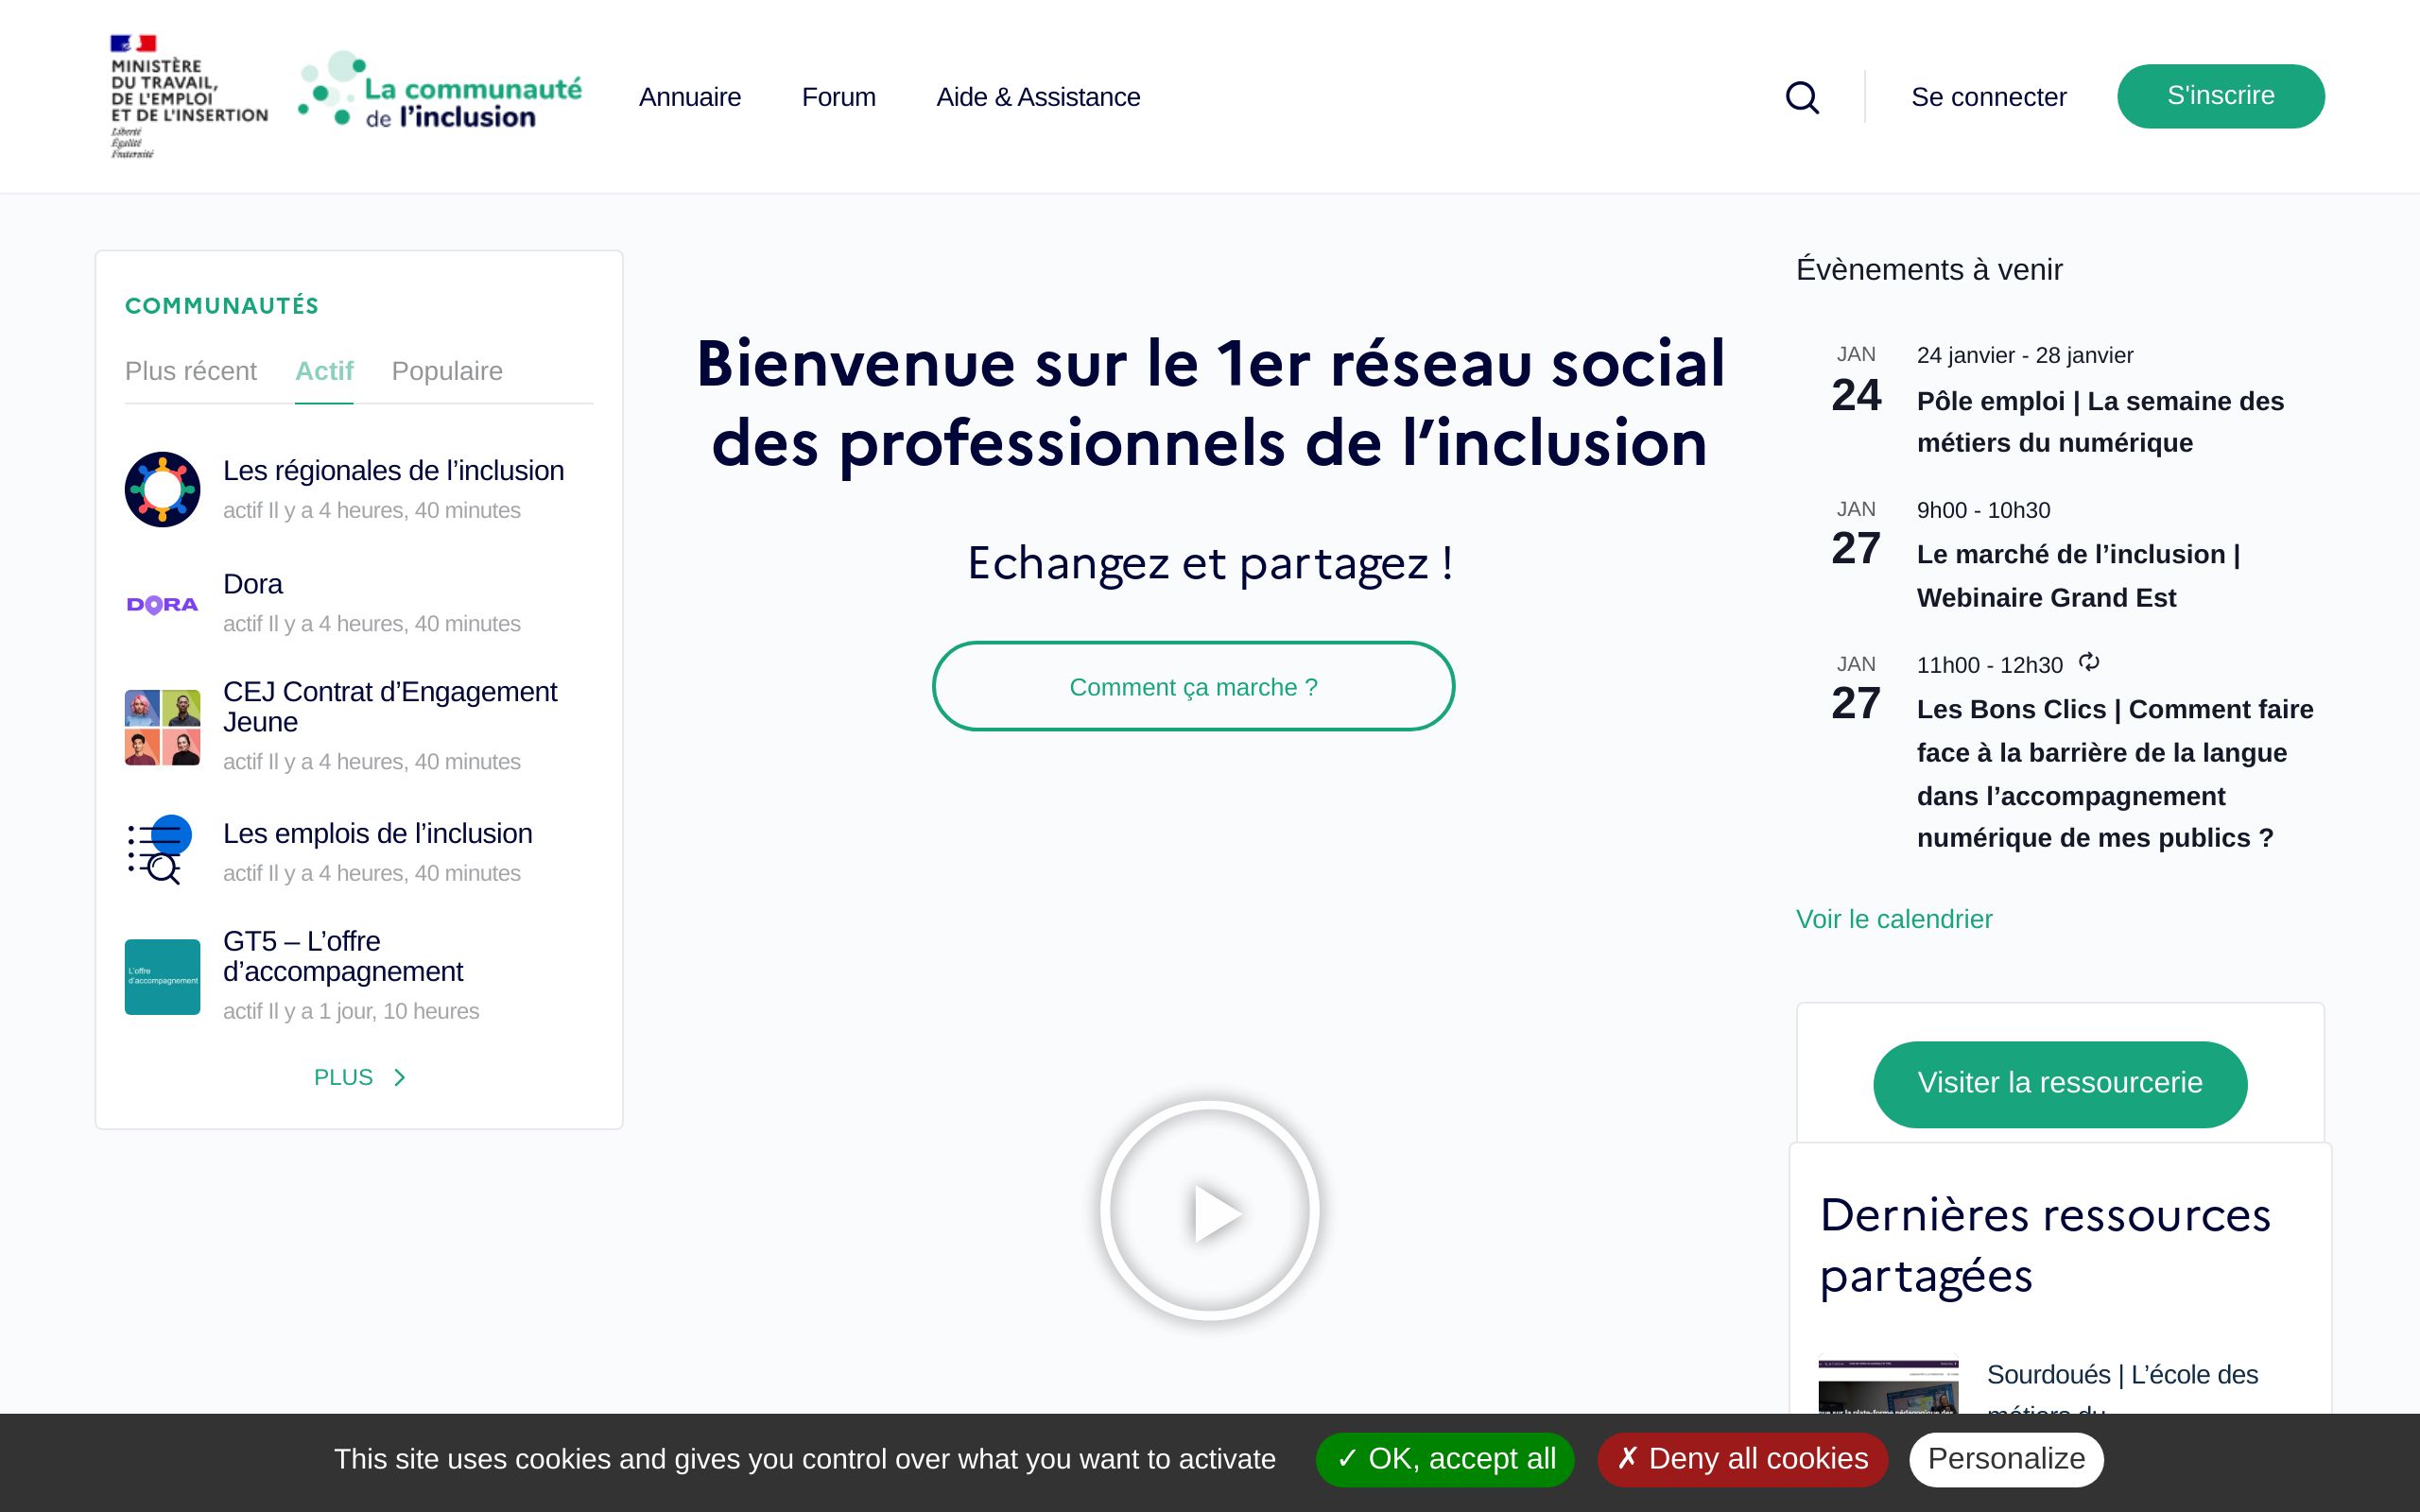 MINISTÈRE
DU TRAVAIL,
DE L'EMPLOI
ET DE L'INSERTION
Liberté
Égalité
Fraternité
La communauté
de l'inclusion
Annuaire
Forum
Aide & Assistance
Se connecter
S'inscrire
COMMUNAUTÉS
Plus récent
Actif
Populaire
Les régionales de l’inclusion
actif Il y a 4 heures, 40 minutes
DORA
Dora
actif Il y a 4 heures, 40 minutes
CEJ Contrat d’Engagement
Jeune
actif Il y a 4 heures, 40 minutes
Les emplois de l’inclusion
actif Il y a 4 heures, 40 minutes
L'offre
d'accompagnement
GT5 – L’offre
d’accompagnement
actif Il y a 1 jour, 10 heures
PLUS
Bienvenue sur le 1er réseau social
des professionnels de l’inclusion
Echangez et partagez !
Comment ça marche ?
Évènements à venir
JAN
24
24 janvier - 28 janvier
Pôle emploi | La semaine des
métiers du numérique
JAN
27
9h00 - 10h30
Le marché de l’inclusion |
Webinaire Grand Est
JAN
27
11h00 - 12h30
Les Bons Clics | Comment faire
face à la barrière de la langue
dans l’accompagnement
numérique de mes publics ?
Voir le calendrier
Visiter la ressourcerie
Dernières ressources
partagées
Sourdoués | L’école des
métiers du
This site uses cookies and gives you control over what you want to activate
✓ OK, accept all
✗ Deny all cookies
Personalize